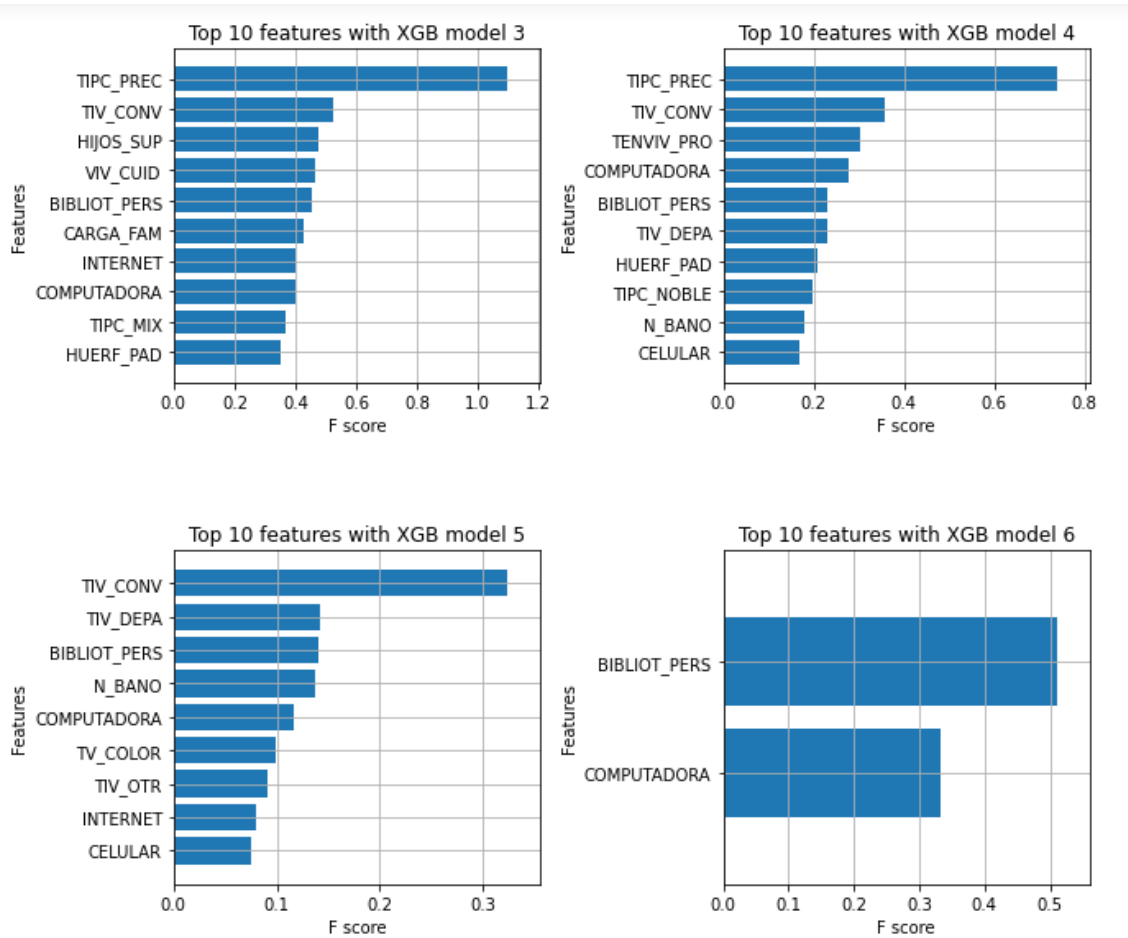 Top 10 features with XGB model 3
Features
TIPC_PREC
TIV_CONV
HIJOS_SUP
VIV_CUID
BIBLIOT_PERS
CARGA_FAM
INTERNET
COMPUTADORA
TIPC_MIX
HUERF_PAD
0.0 0.2 0.4 0.6 0.8 1.0 1.2
F score
Top 10 features with XGB model 4
Features
TIPC_PREC
TIV_CONV
TENVIV_PRO
COMPUTADORA
BIBLIOT_PERS
TIV_DEPA
HUERF_PAD
TIPC_NOBLE
N_BANO
CELULAR
0.0 0.2 0.4 0.6 0.8
F score
Top 10 features with XGB model 5
Features
TIV_CONV
TIV_DEPA
BIBLIOT_PERS
N_BANO
COMPUTADORA
TV_COLOR
TIV_OTR
INTERNET
CELULAR
0.0 0.1 0.2 0.3
F score
Top 10 features with XGB model 6
Features
BIBLIOT_PERS
COMPUTADORA
0.0 0.1 0.2 0.3 0.4 0.5
F score